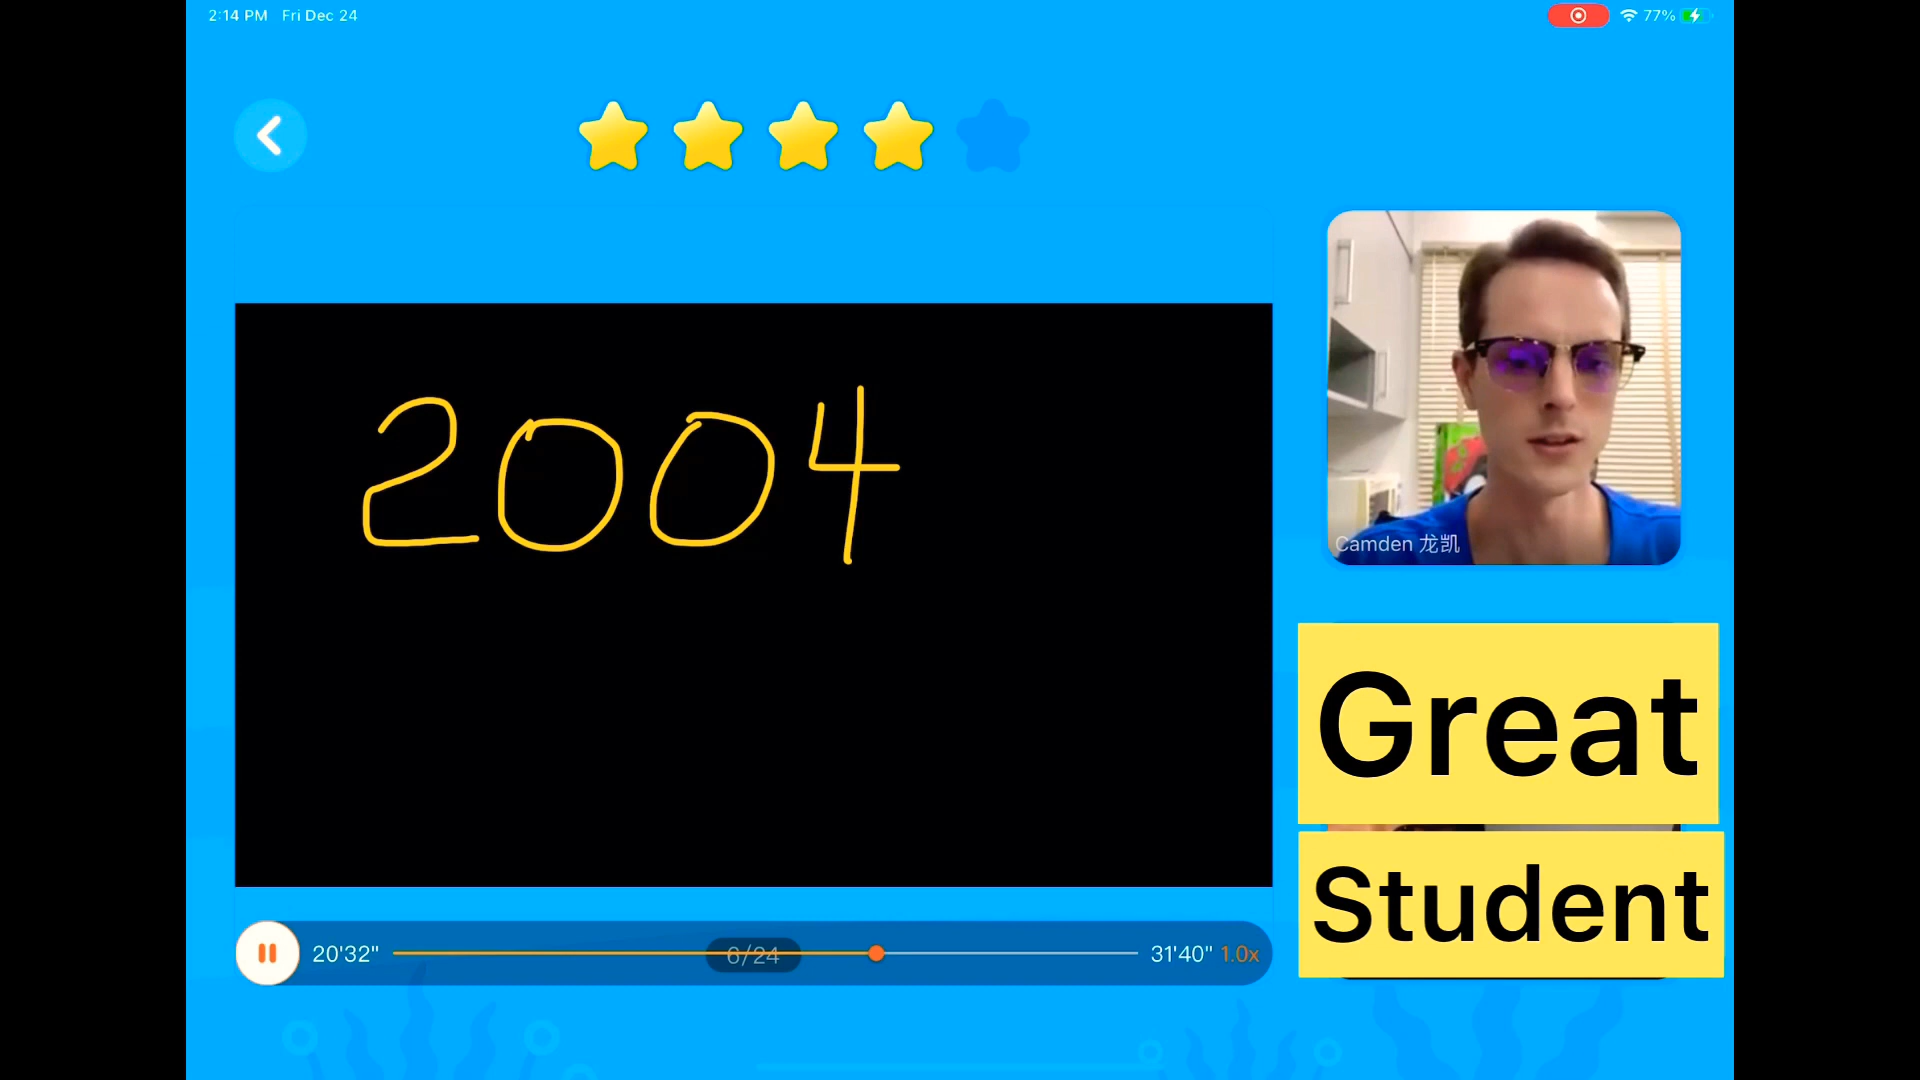 2:14 PM Fri Dec 24
77%
2004
Camden 龙凯
Great
Student
20'32"
6/24
31'40" 1.0x